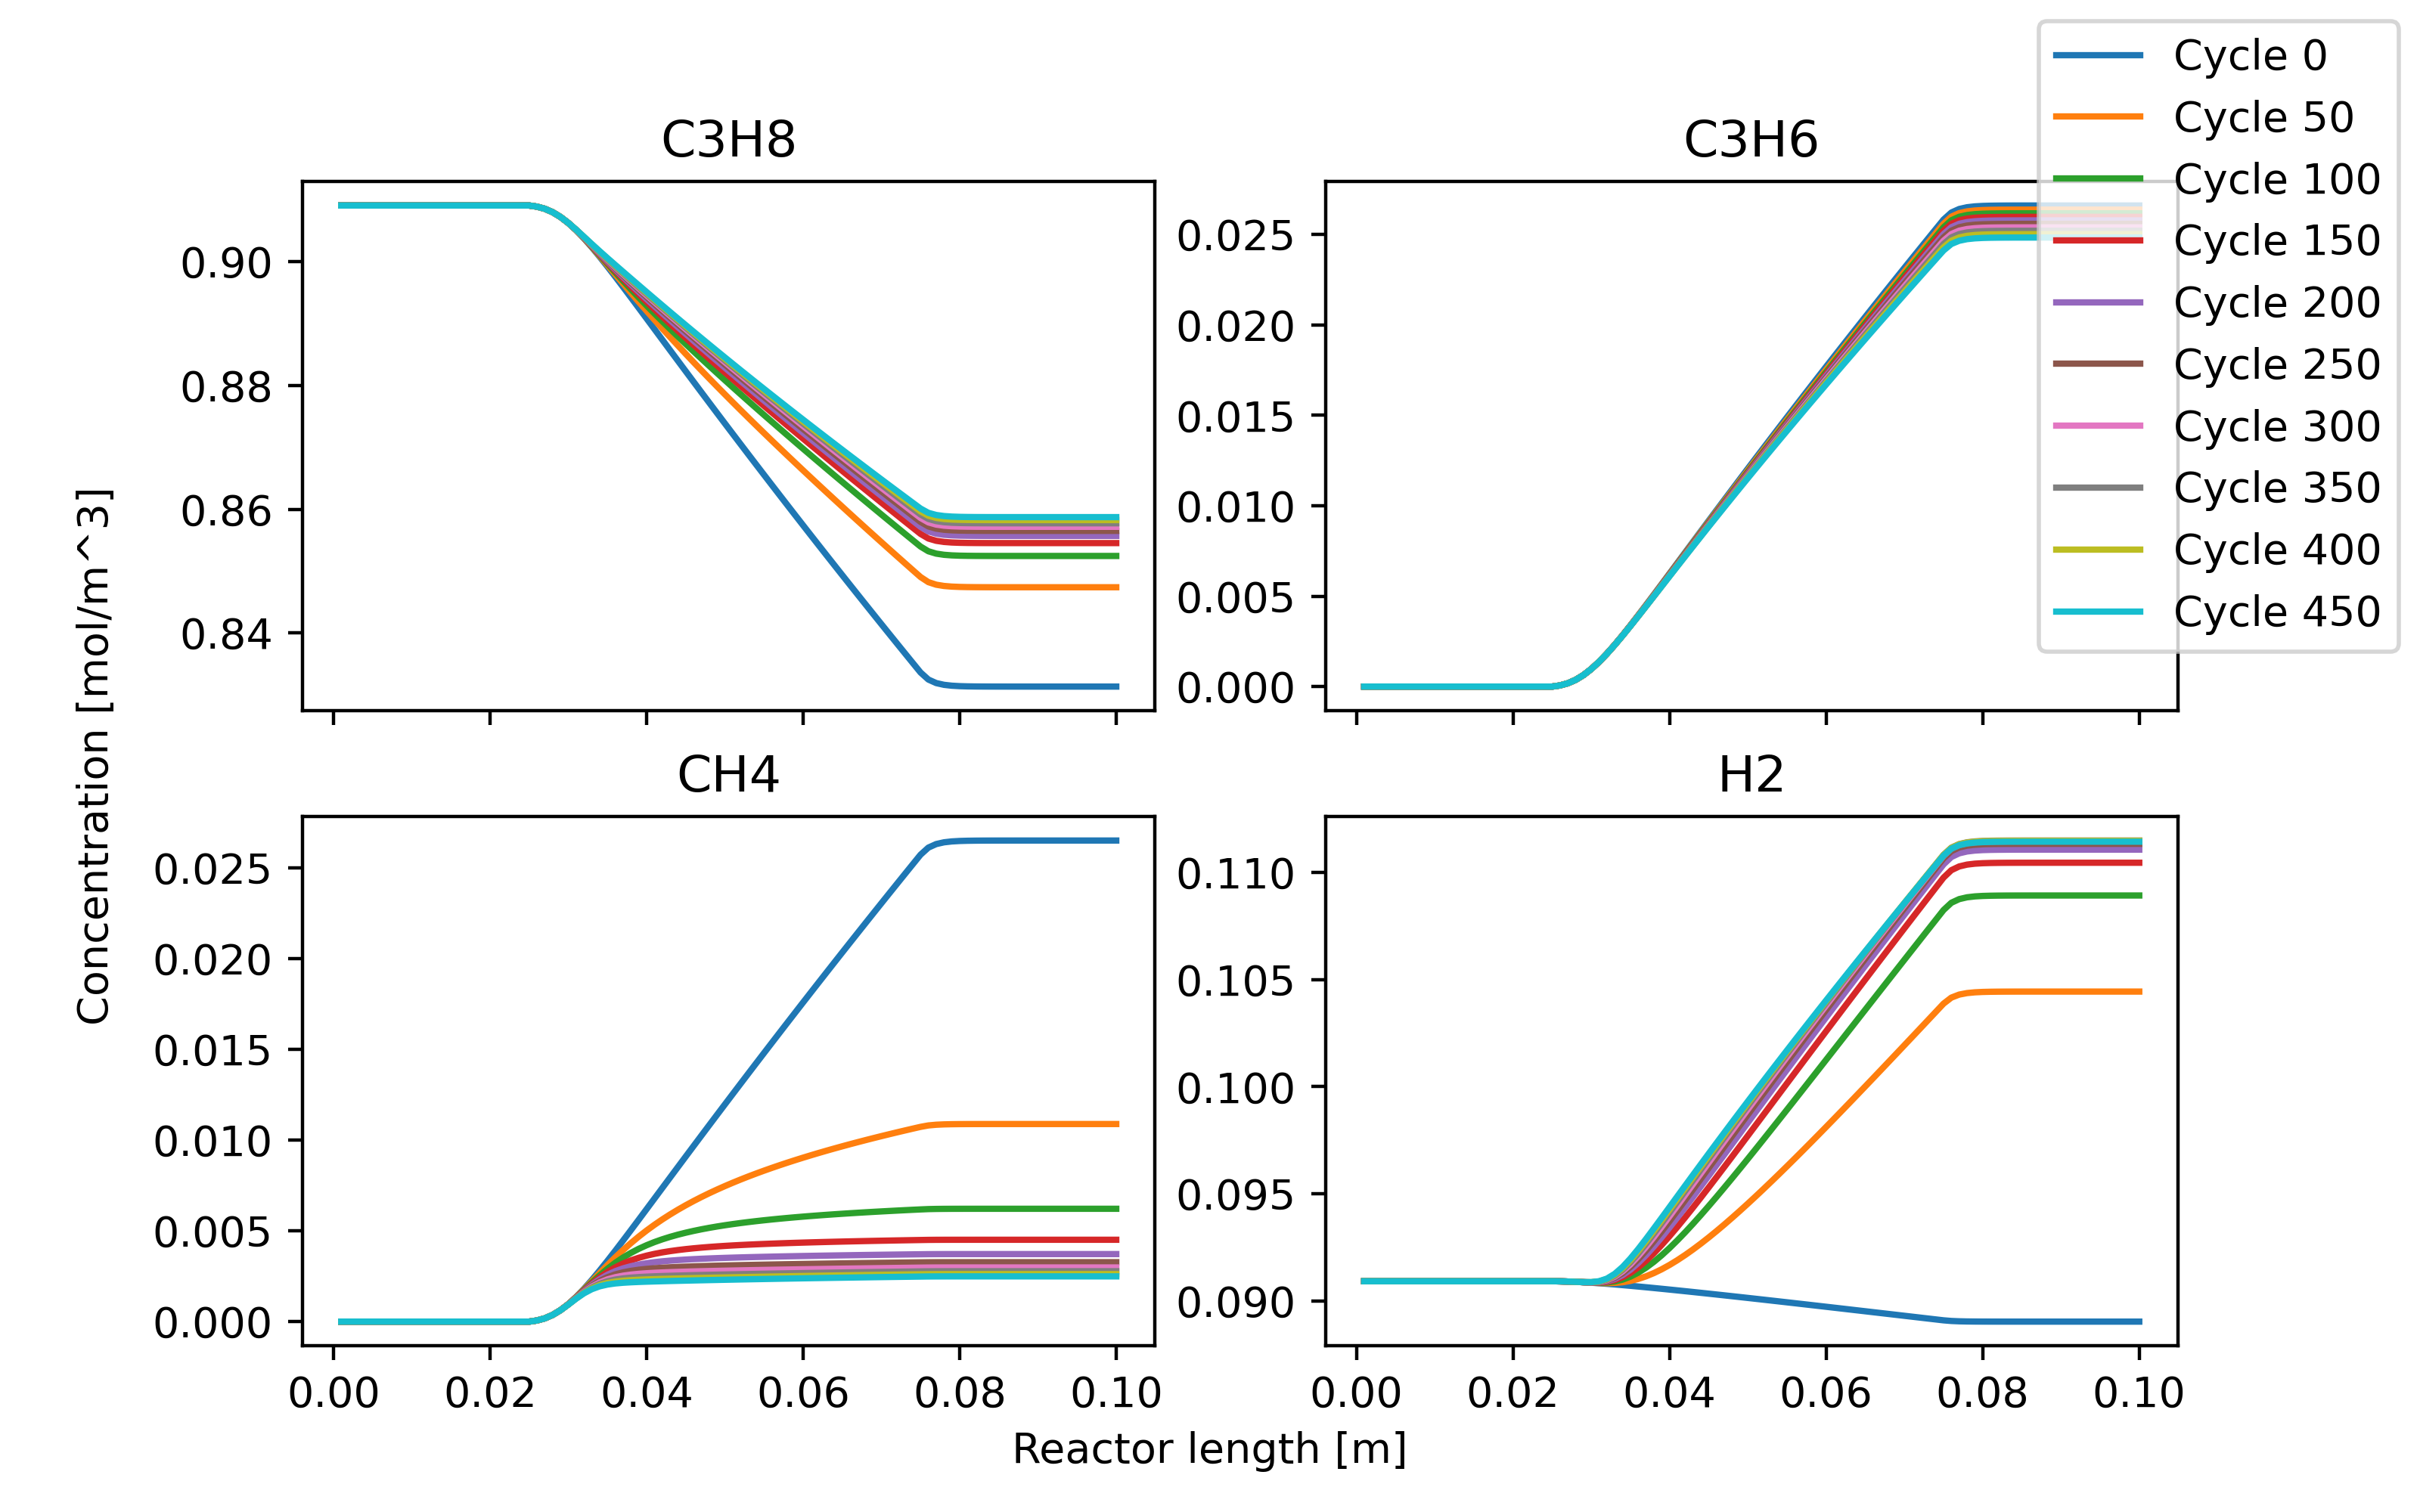 C3H8
0.90
0.88
0.86
0.84
C3H6
0.025
0.020
0.015
0.010
0.005
0.000
Cycle 0
Cycle 50
Cycle 100
Cycle 150
Cycle 200
Cycle 250
Cycle 300
Cycle 350
Cycle 400
Cycle 450
Concentration [mol/m^3]
CH4
0.025
0.020
0.015
0.010
0.005
0.000
0.00 0.02 0.04 0.06 0.08 0.10
H2
0.110
0.105
0.100
0.095
0.090
0.00 0.02 0.04 0.06 0.08 0.10
Reactor length [m]